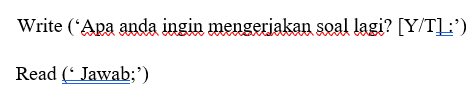 Write (‘Apa anda ingin mengerjakan soal lagi? [Y/T] :’)
Read (‘ Jawab;’)